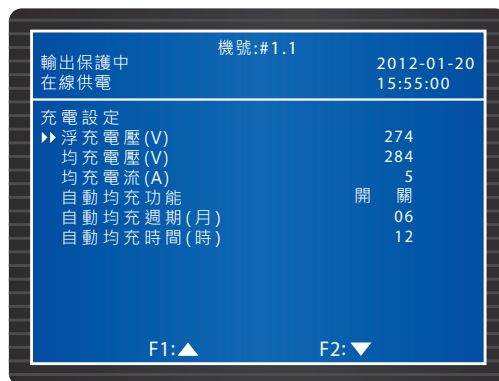 機號:#1.1
輸出保護中 2012-01-20
在線供電 15:55:00
充電設定
浮充電壓(V) 274
均充電壓(V) 284
均充電流(A) 5
自動均充功能 開 關
自動均充週期(月) 06
自動均充時間(時) 12
F1:▲ F2:▼